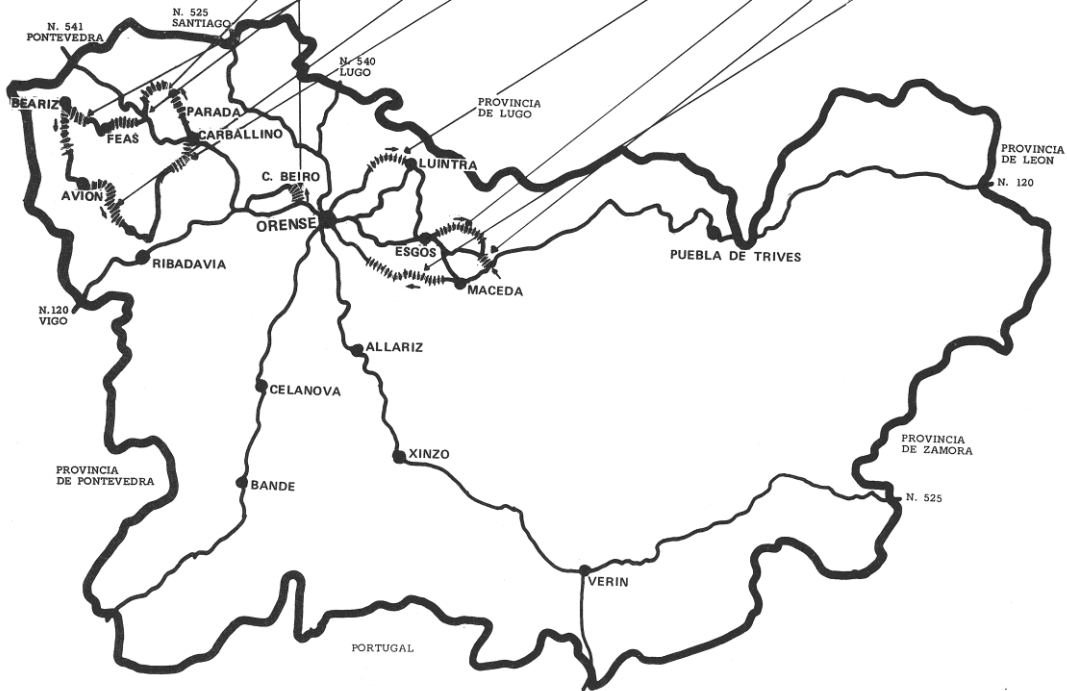 N. 525
SANTIAGO
N. 541
PONTEVEDRA
N. 540
LUGO
BEARIZ
PARADA
FEAS
CARBALLINO
PROVINCIA
DE LUGO
PROVINCIA
DE LEON
N. 120
LUINTRA
C. BEIRO
AVION
ORENSE
ESGOS
RIBADAVIA
PUEBLA DE TRIVES
MACEDA
N.120
VIGO
ALLARIZ
CELANOVA
XINZO
PROVINCIA
DE ZAMORA
PROVINCIA
DE PONTEVEDRA
BANDE
N. 525
VERIN
PORTUGAL